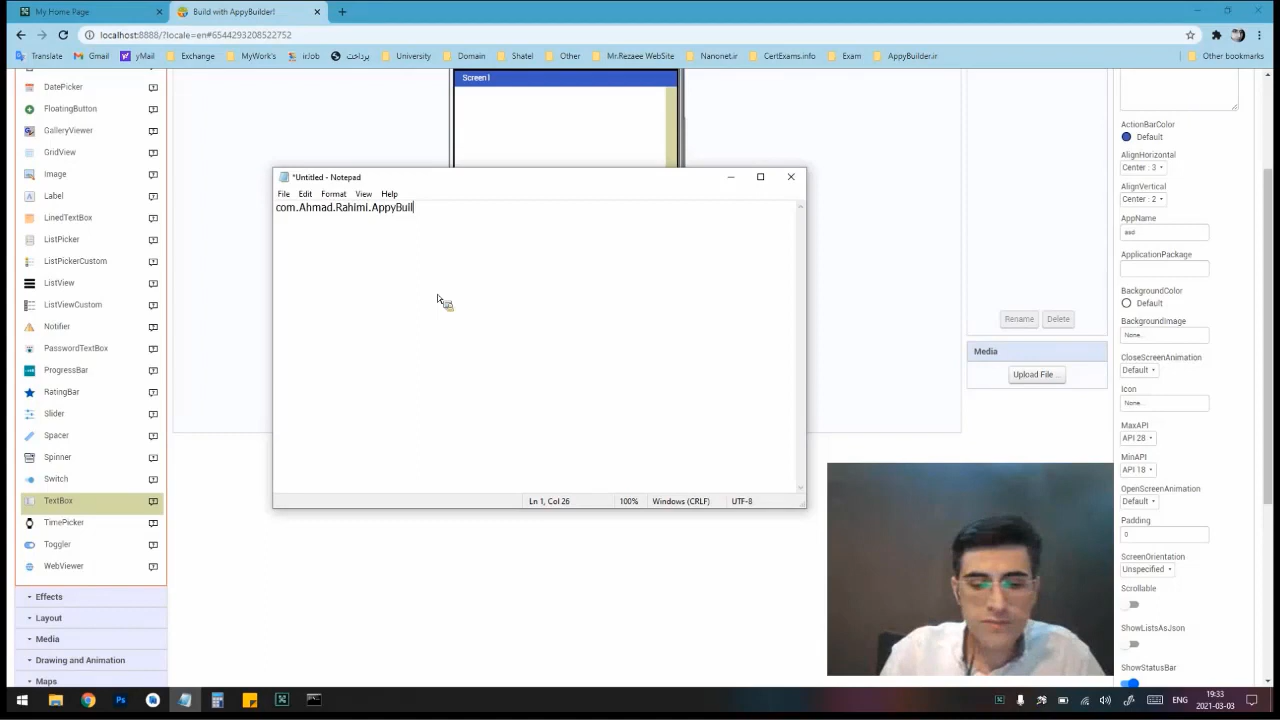 My Home Page
Build with AppyBuilder!
localhost:8888/?locale=en#6544293208522752
Translate
Gmail
yMail
Exchange
MyWork's
irJob
پرداخت
University
Domain
Shatel
Other
Mr.Rezaee WebSite
Nanonet.ir
CertExams.info
Exam
AppyBuilder.ir
Other bookmarks
DatePicker
FloatingButton
GalleryViewer
GridView
Image
Label
LinedTextBox
ListPicker
ListPickerCustom
ListView
ListViewCustom
Notifier
PasswordTextBox
ProgressBar
RatingBar
Slider
Spacer
Spinner
Switch
TextBox
TimePicker
Toggler
WebViewer
Effects
Layout
Media
Drawing and Animation
Maps
Screen1
*Untitled - Notepad
File Edit Format View Help
com.Ahmad.Rahimi.AppyBuil
Ln 1, Col 26
100%
Windows (CRLF)
UTF-8
Rename
Delete
Media
Upload File ...
ActionBarColor
Default
AlignHorizontal
Center : 3
AlignVertical
Center : 2
AppName
asd
ApplicationPackage
BackgroundColor
Default
BackgroundImage
None...
CloseScreenAnimation
Default
Icon
None...
MaxAPI
API 28
MinAPI
API 18
OpenScreenAnimation
Default
Padding
0
ScreenOrientation
Unspecified
Scrollable
ShowListsAsJson
ShowStatusBar
ENG
19:33
2021-03-03